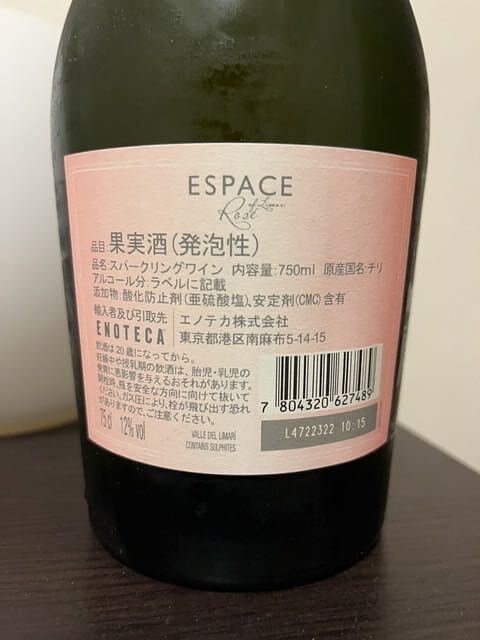 ESPACE
of Limarí
Rosé
品目:果実酒(発泡性)
品名:スパークリングワイン 内容量:750ml 原産国名:チリ
アルコール分:ラベルに記載
添加物:酸化防止剤(亜硫酸塩)、安定剤(CMC)含有
輸入者及び引取先 エノテカ株式会社
ENOTECA 東京都港区南麻布5-14-15
飲酒は20歳になってから。
妊娠中や授乳期の飲酒は、胎児・乳児の
発育に悪影響を与えるおそれがあります。
開栓時、瓶を安全な方向に向けて抜いて
ください。ガス圧により、栓が飛び出す恐れ
がありますので、ご注意ください。
75cl 12% vol
VALLE DEL LIMARÍ
CONTAINS SULPHITES
7 804320 627489
L4722322 10:15